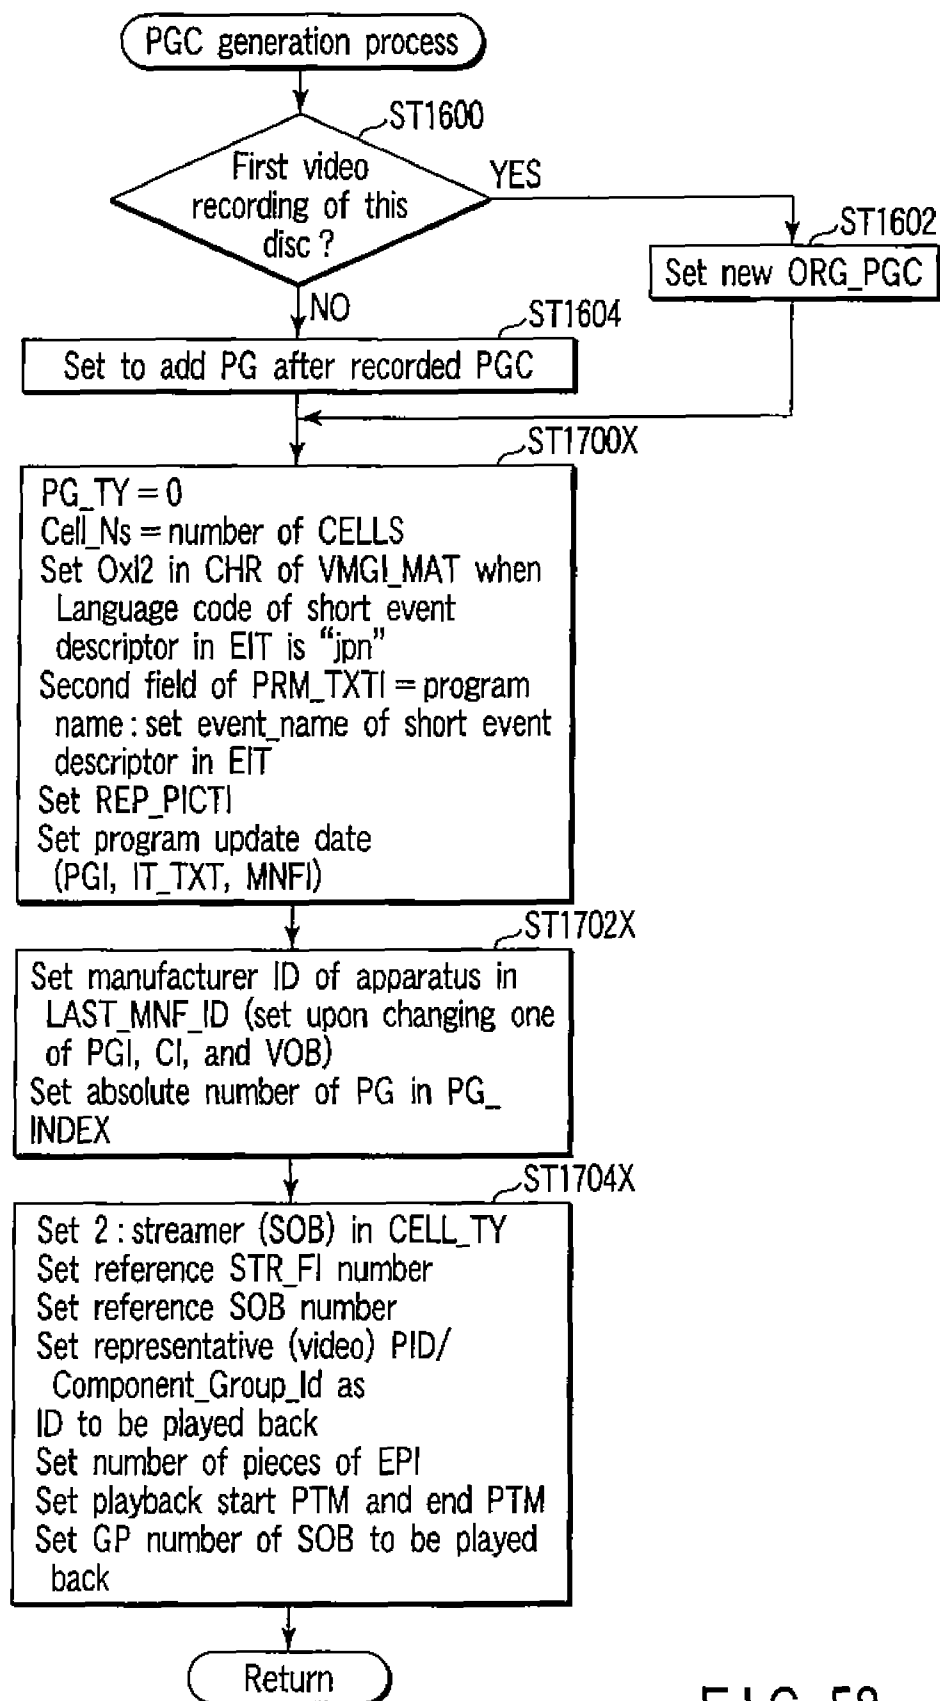 PGC generation process
ST1600
First video
recording of this
disc?
YES
ST1602
Set new ORG_PGC
NO
ST1604
Set to add PG after recorded PGC
ST1700X
PG_TY = 0
Cell_Ns = number of CELLS
Set 0x12 in CHR of VMGI_MAT when
Language code of short event
descriptor in EIT is “jpn”
Second field of PRM_TXTI = program
name : set event_name of short event
descriptor in EIT
Set REP_PICTI
Set program update date
(PGI, IT_TXT, MNFI)
ST1702X
Set manufacturer ID of apparatus in
LAST_MNF_ID (set upon changing one
of PGI, CI, and VOB)
Set absolute number of PG in PG_
INDEX
ST1704X
Set 2 : streamer (SOB) in CELL_TY
Set reference STR_FI number
Set reference SOB number
Set representative (video) PID/
Component_Group_Id as
ID to be played back
Set number of pieces of EPI
Set playback start PTM and end PTM
Set GP number of SOB to be played
back
Return